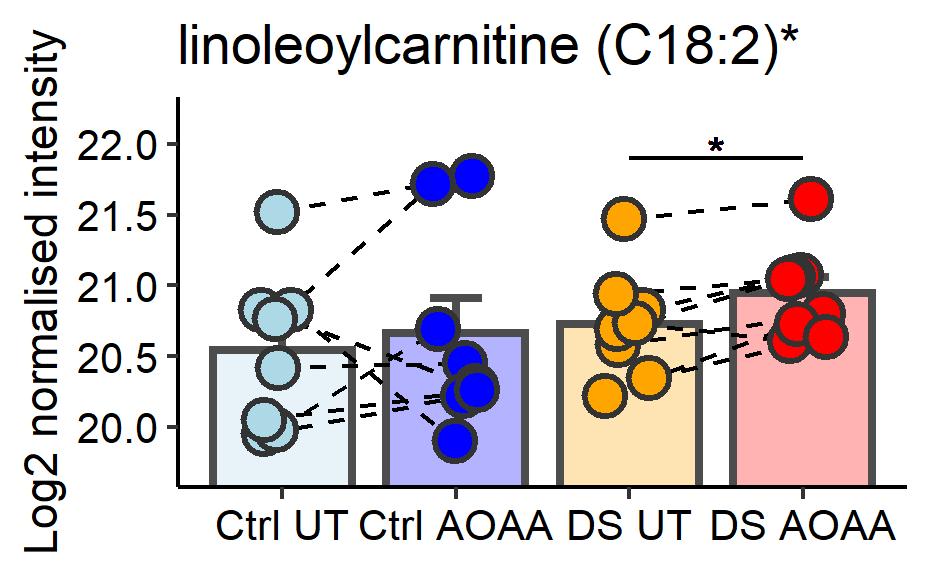 linoleoylcarnitine (C18:2)*
Log2 normalised intensity
22.0
21.5
21.0
20.5
20.0
*
Ctrl UT Ctrl AOAA DS UT DS AOAA